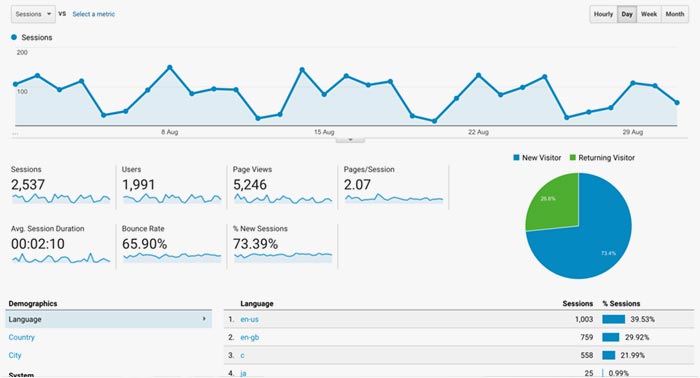 Sessions vs Select a metric Hourly Day Week Month
Sessions
200
100
... 8 Aug 15 Aug 22 Aug 29 Aug
New Visitor Returning Visitor
Sessions Users Page Views Pages/Session
2,537 1,991 5,246 2.07
26.6%
73.4%
Avg. Session Duration Bounce Rate % New Sessions
00:02:10 65.90% 73.39%
Demographics
Language
Country
City
System
Language Sessions % Sessions
1. en-us 1,003 39.53%
2. en-gb 759 29.92%
3. c 558 21.99%
4. ja 25 0.99%